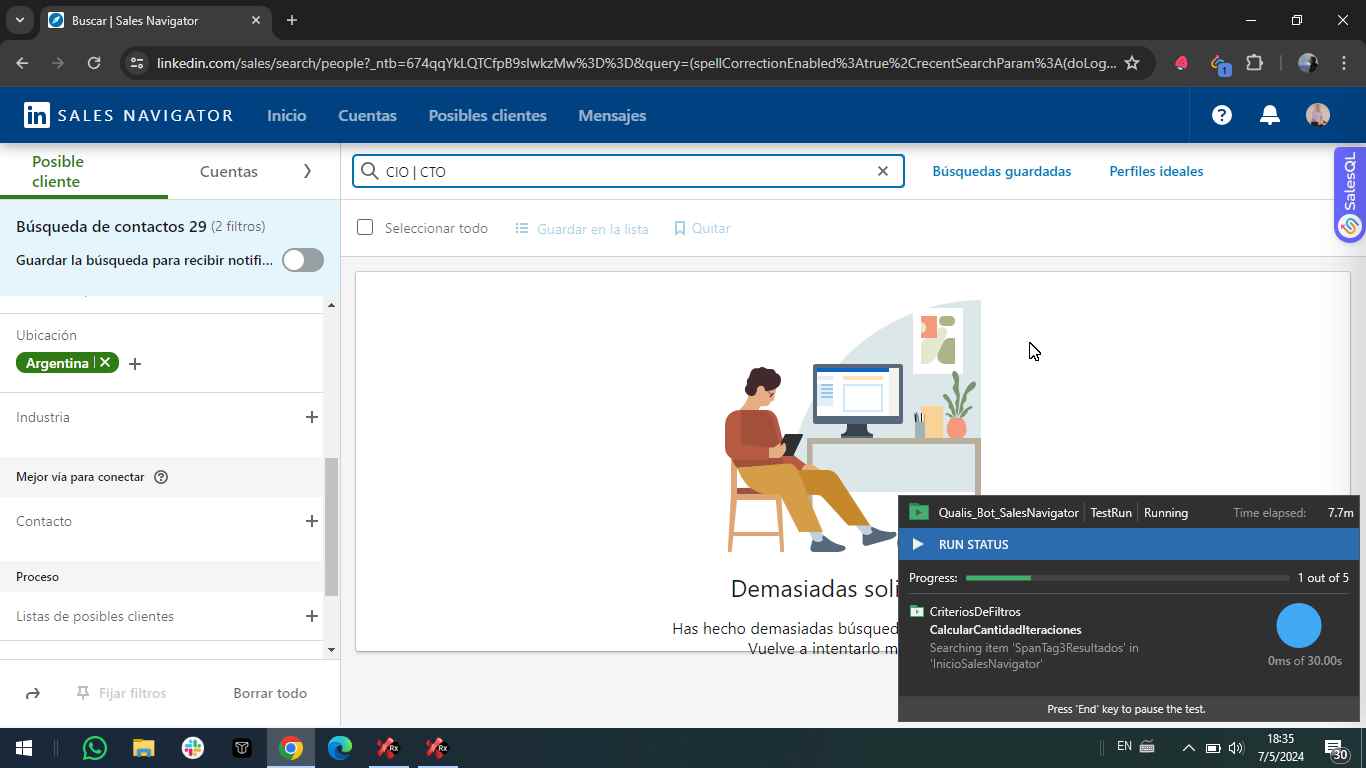 Buscar | Sales Navigator
linkedin.com/sales/search/people?_ntb=674qqYkLQTCfpB9slwkzMw%3D%3D&query=(spellCorrectionEnabled%3Atrue%2CrecentSearchParam%3A(doLog...
1
in SALES NAVIGATOR
Inicio
Cuentas
Posibles clientes
Mensajes
Posible cliente
Cuentas
CIO | CTO
Búsquedas guardadas
Perfiles ideales
SalesQL
Búsqueda de contactos 29 (2 filtros)
Guardar la búsqueda para recibir notifi...
Seleccionar todo
Guardar en la lista
Quitar
Ubicación
Argentina
Industria
Mejor vía para conectar
Contacto
Proceso
Listas de posibles clientes
Fijar filtros
Borrar todo
Demasiadas soli
Has hecho demasiadas búsqued
Vuelve a intentarlo m
Qualis_Bot_SalesNavigator
TestRun
Running
Time elapsed:
7.7m
RUN STATUS
Progress:
1 out of 5
CriteriosDeFiltros
CalcularCantidadIteraciones
Searching item 'SpanTag3Resultados' in
'InicioSalesNavigator'
0ms of 30.00s
Press 'End' key to pause the test.
Rx
Rx
EN
18:35
7/5/2024
30